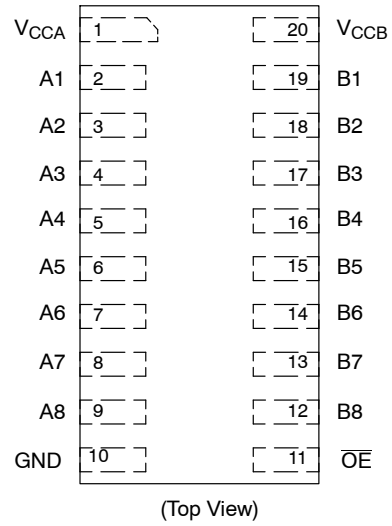 VCCA 1 20 VCCB
A1 2 19 B1
A2 3 18 B2
A3 4 17 B3
A4 5 16 B4
A5 6 15 B5
A6 7 14 B6
A7 8 13 B7
A8 9 12 B8
GND 10 11 O̅E̅
(Top View)